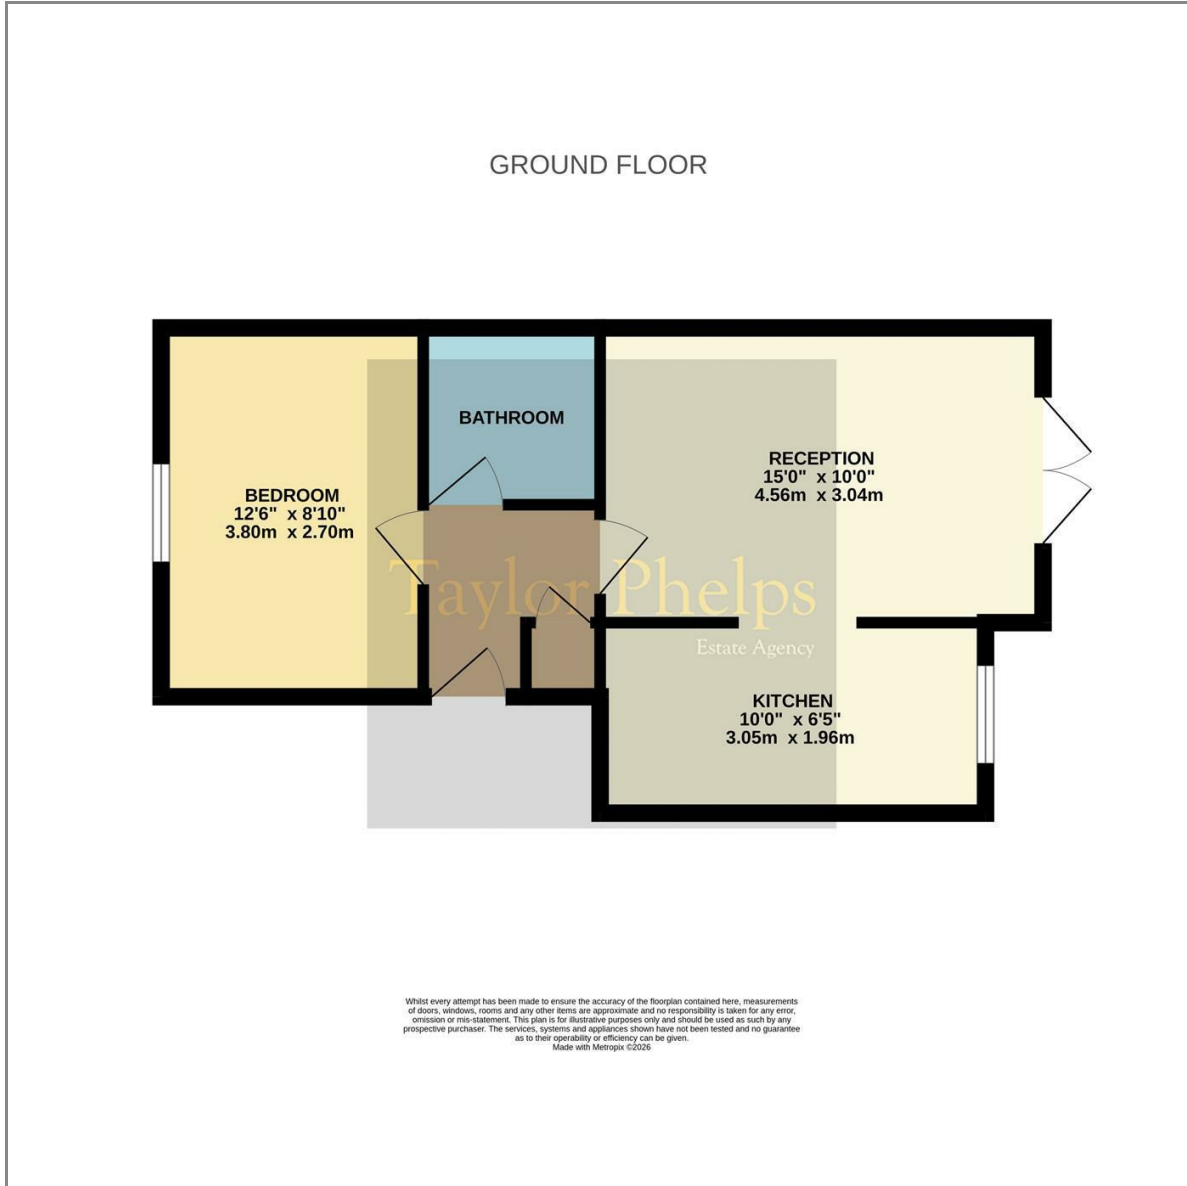 GROUND FLOOR
BATHROOM
RECEPTION
15'0" x 10'0"
4.56m x 3.04m
BEDROOM
12'6" x 8'10"
3.80m x 2.70m
Taylor Phelps
Estate Agency
KITCHEN
10'0" x 6'5"
3.05m x 1.96m
Whilst every attempt has been made to ensure the accuracy of the floorplan contained here, measurements
of doors, windows, rooms and any other items are approximate and no responsibility is taken for any error,
omission or mis-statement. This plan is for illustrative purposes only and should be used as such by any
prospective purchaser. The services, systems and appliances shown have not been tested and no guarantee
as to their operability or efficiency can be given.
Made with Metropix ©2026